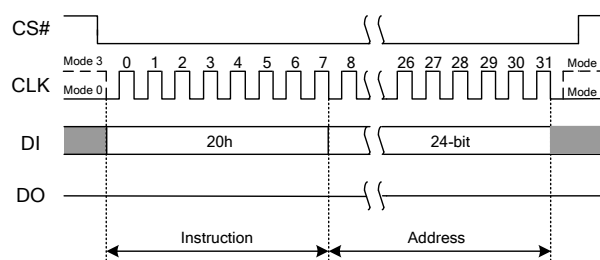 CS#
Mode 3 0 1 2 3 4 5 6 7 8 26 27 28 29 30 31 Mode
CLK
Mode 0 Mode
DI 20h 24-bit
DO
Instruction Address